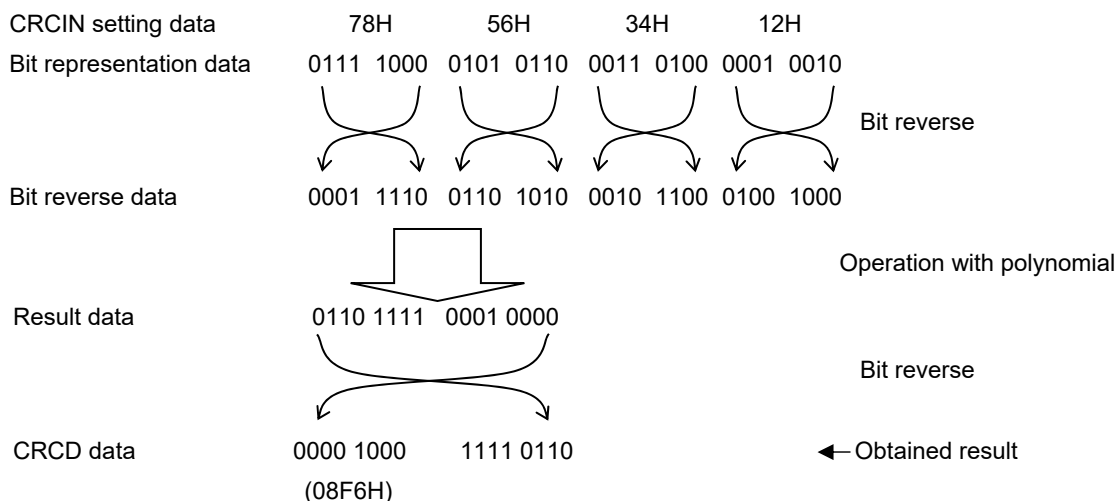 CRCIN setting data 78H 56H 34H 12H
Bit representation data 0111 1000 0101 0110 0011 0100 0001 0010
Bit reverse
Bit reverse data 0001 1110 0110 1010 0010 1100 0100 1000
Operation with polynomial
Result data 0110 1111 0001 0000
Bit reverse
CRCD data 0000 1000 1111 0110 Obtained result
(08F6H)